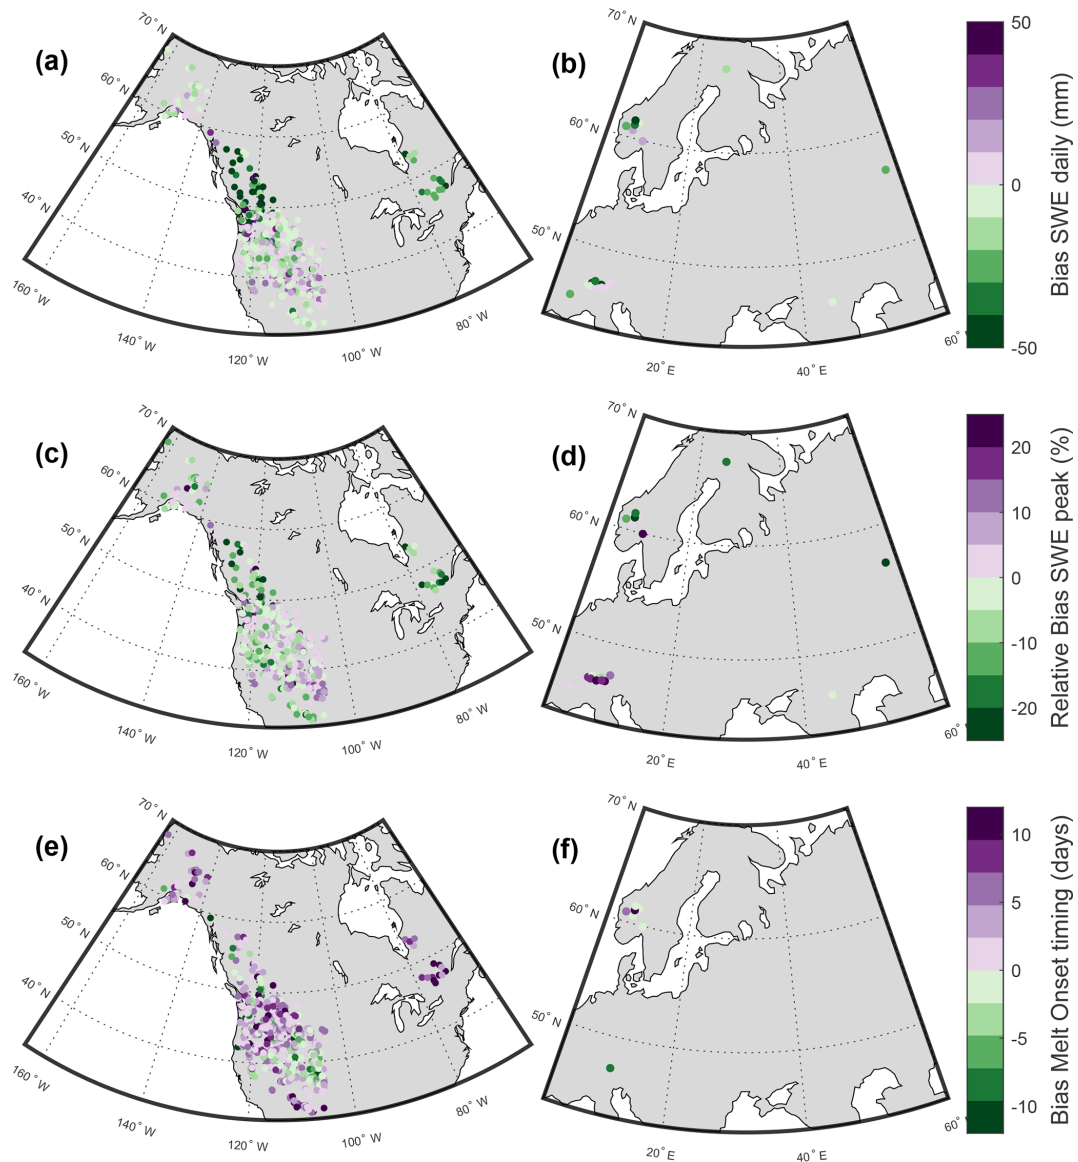 (a)
70° N
60° N
50° N
40° N
160° W
140° W
120° W
100° W
80° W
(b)
70° N
60° N
50° N
20° E
40° E
60°
50
0
-50
Bias SWE daily (mm)
(c)
70° N
60° N
50° N
40° N
160° W
140° W
120° W
100° W
80° W
(d)
70° N
60° N
50° N
20° E
40° E
60°
20
10
0
-10
-20
Relative Bias SWE peak (%)
(e)
70° N
60° N
50° N
40° N
160° W
140° W
120° W
100° W
80° W
(f)
70° N
60° N
50° N
20° E
40° E
60°
10
5
0
-5
-10
Bias Melt Onset timing (days)